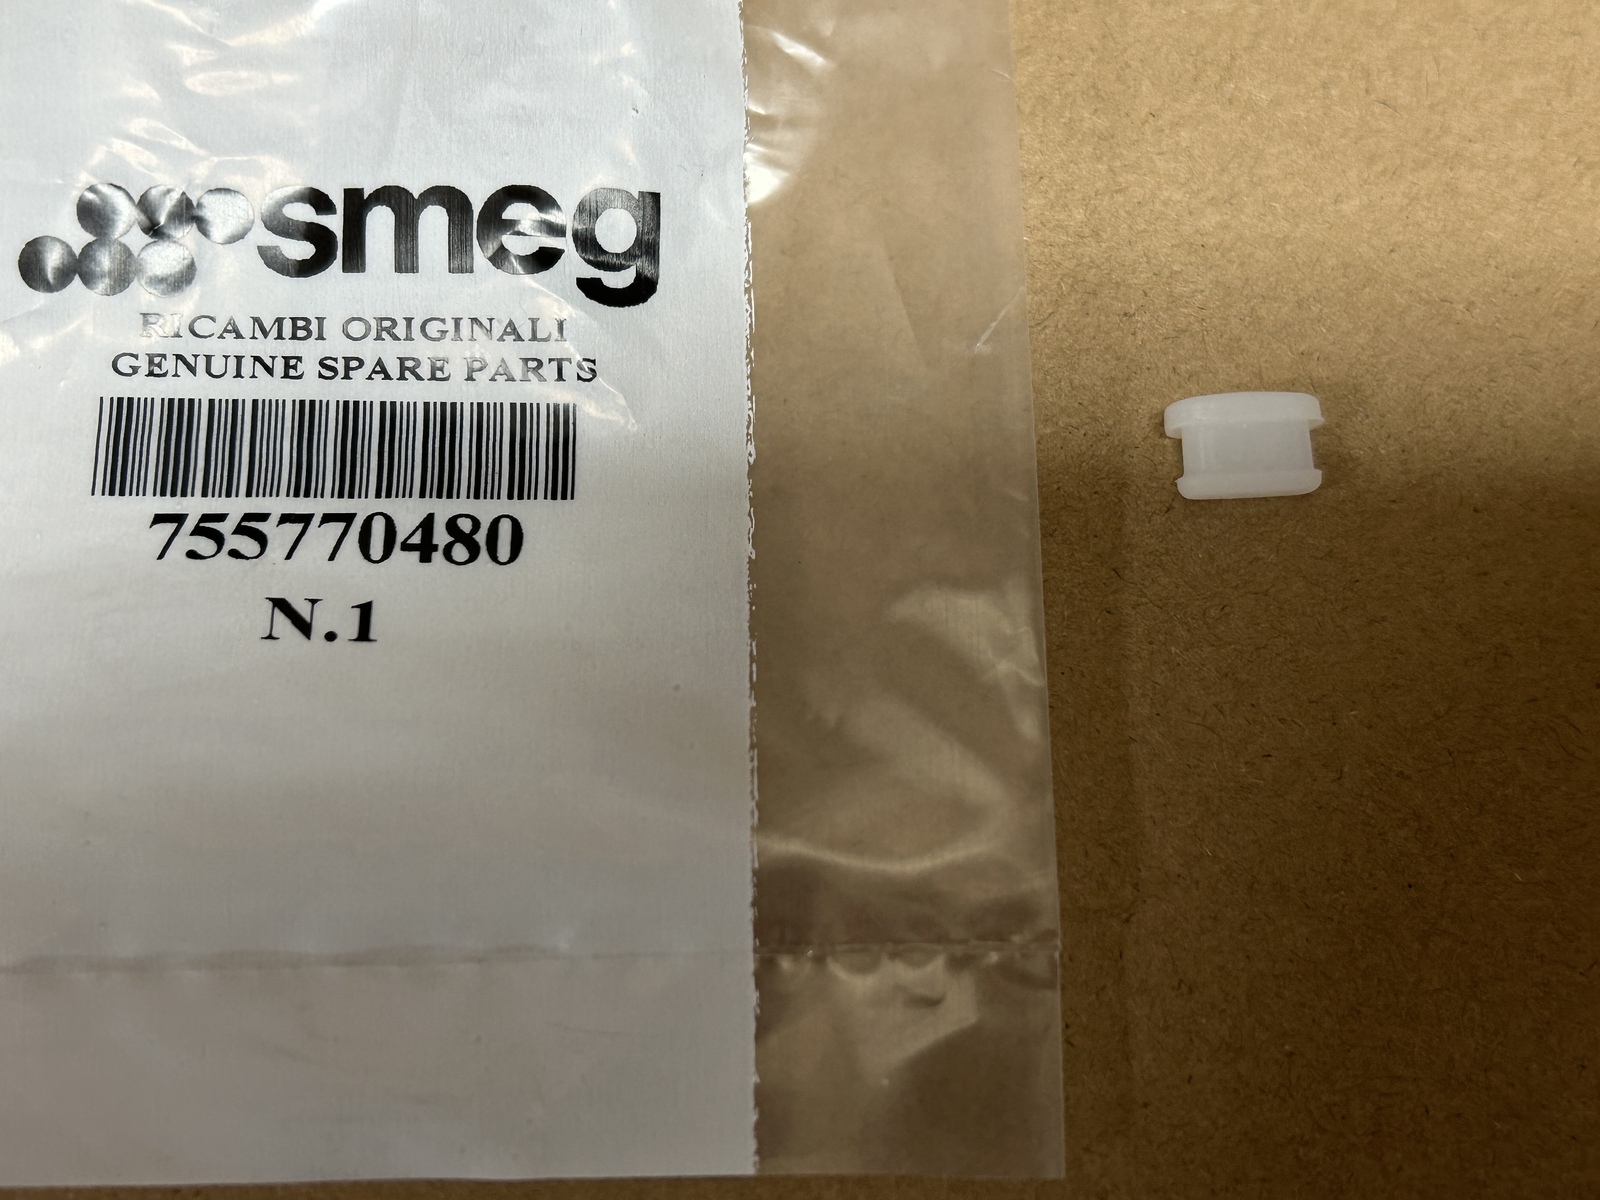 smeg
RICAMBI ORIGINALI
GENUINE SPARE PARTS
755770480
N.1